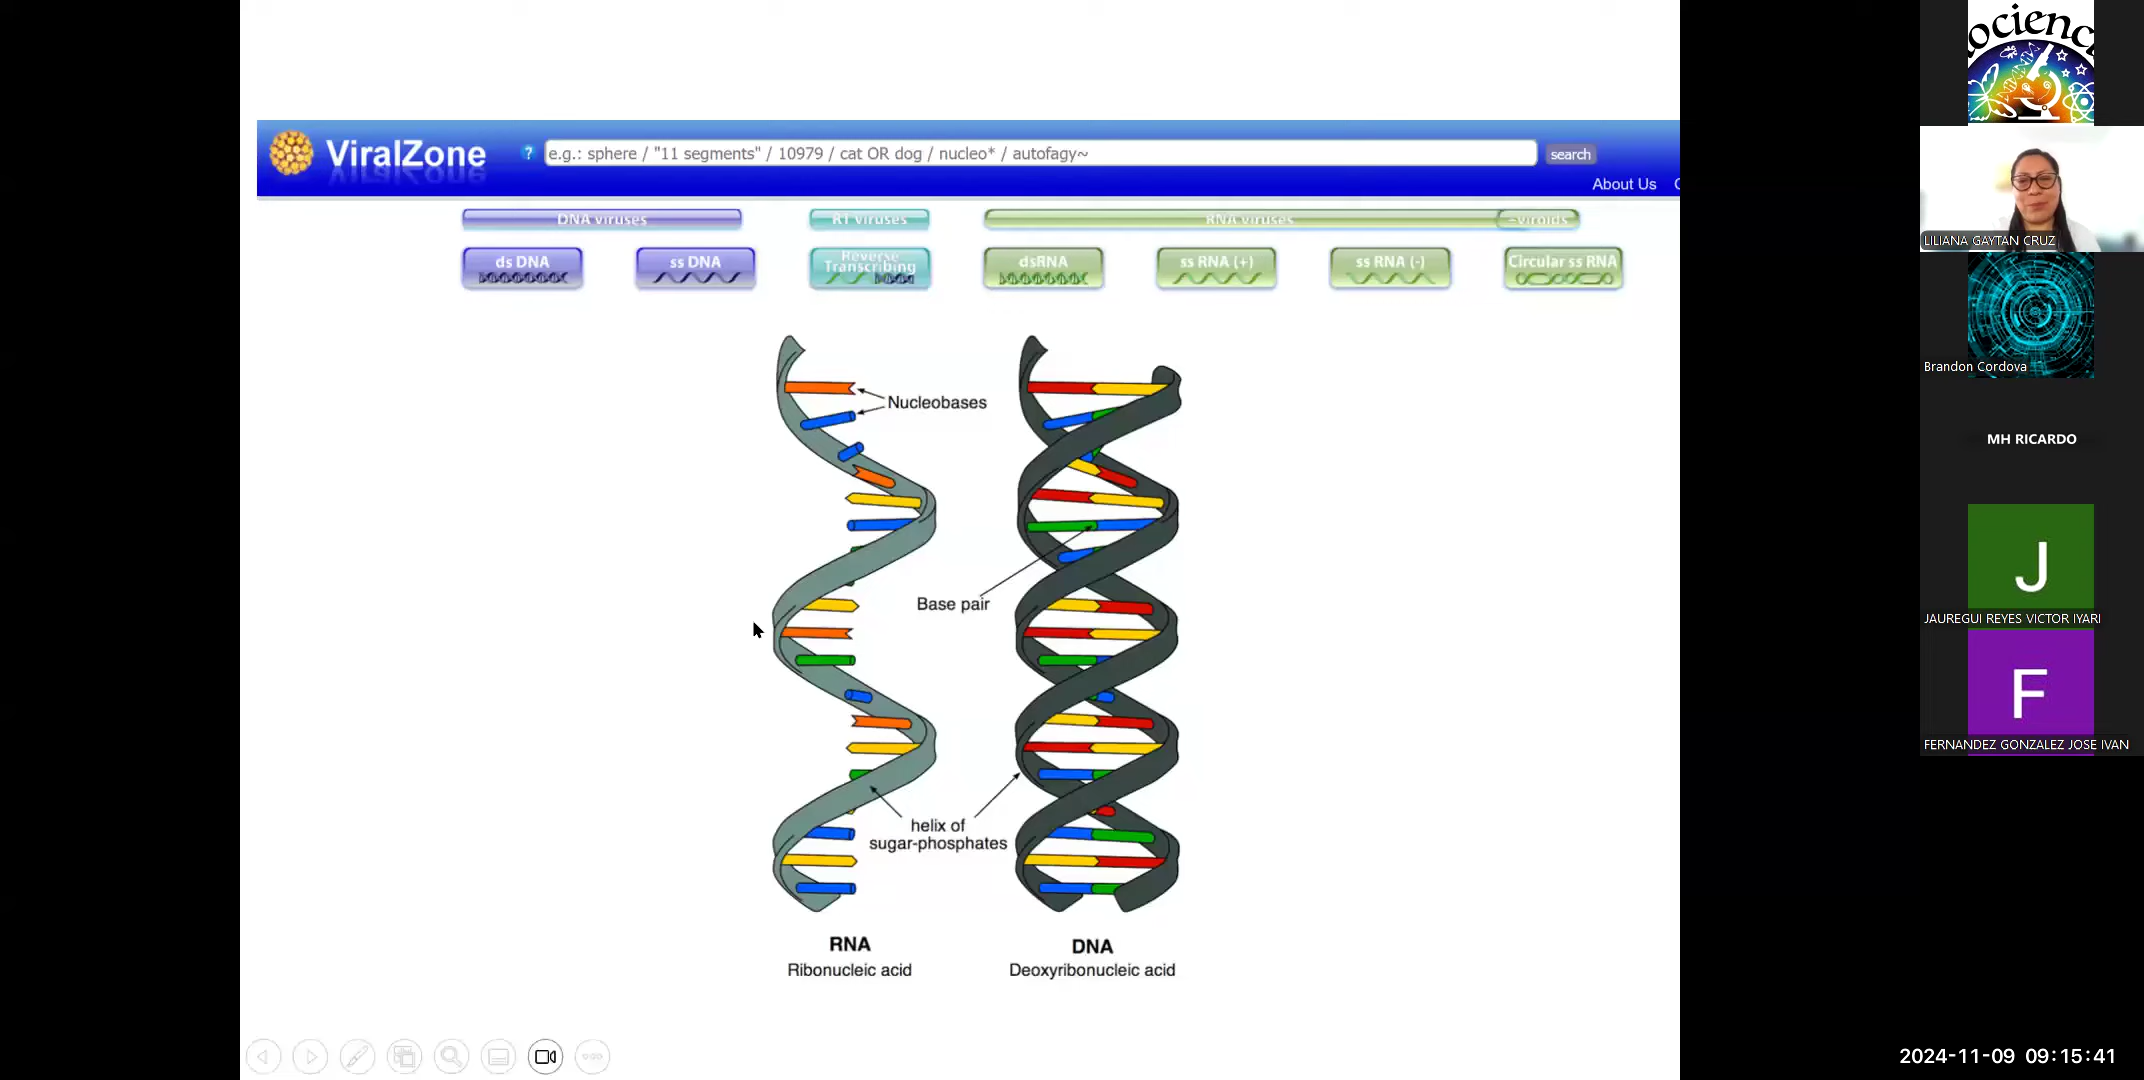 ViralZone
?
e.g.: sphere / "11 segments" / 10979 / cat OR dog / nucleo* / autofagy~
search
About Us
DNA viruses
RT viruses
RNA viruses
~viroids
ds DNA
ss DNA
Reverse
Transcribing
dsRNA
ss RNA (+)
ss RNA (-)
Circular ss RNA
Nucleobases
Base pair
helix of
sugar-phosphates
RNA
Ribonucleic acid
DNA
Deoxyribonucleic acid
ocienc
LILIANA GAYTAN CRUZ
Brandon Cordova
MH RICARDO
J
JAUREGUI REYES VICTOR IYARI
F
FERNANDEZ GONZALEZ JOSE IVAN
2024-11-09 09:15:41